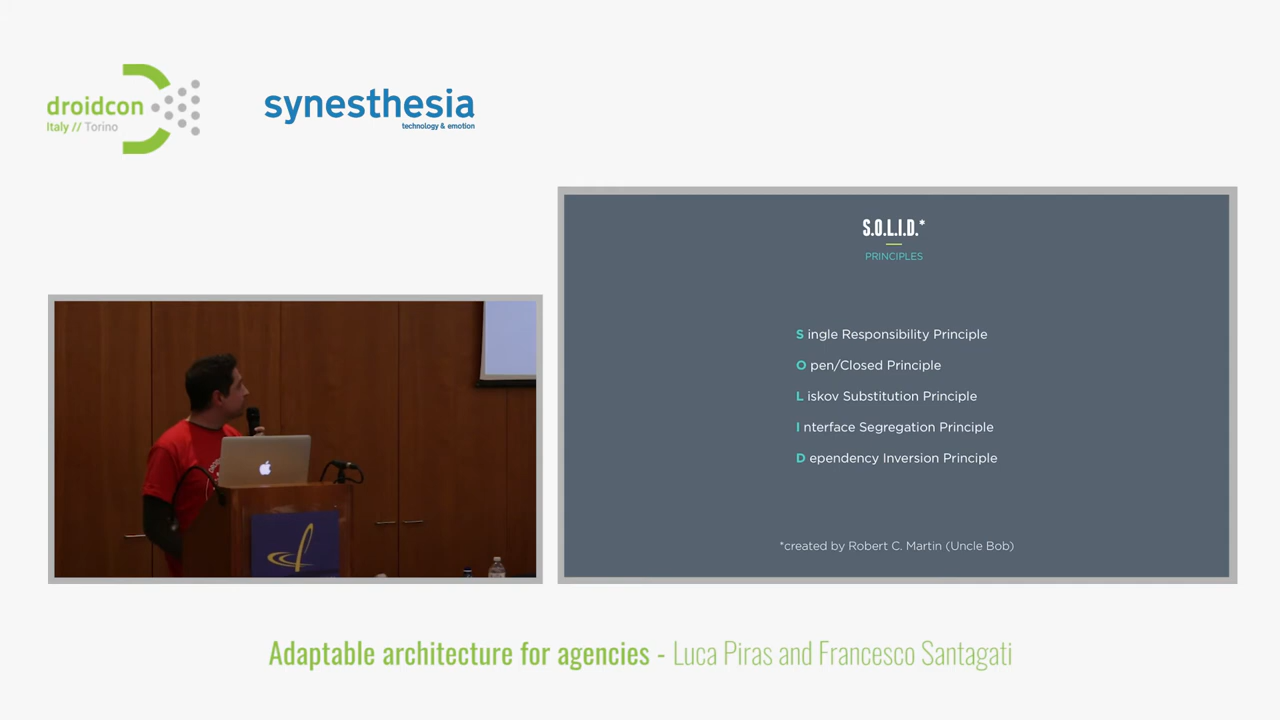 droidcon
Italy // Torino
synesthesia
technology & emotion
S.O.L.I.D.*
PRINCIPLES
S ingle Responsibility Principle
O pen/Closed Principle
L iskov Substitution Principle
I nterface Segregation Principle
D ependency Inversion Principle
*created by Robert C. Martin (Uncle Bob)
Adaptable architecture for agencies - Luca Piras and Francesco Santagati